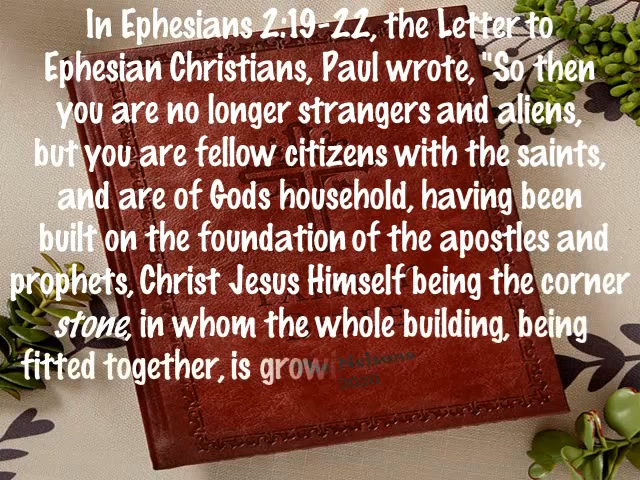 In Ephesians 2:19-22, the Letter to
Ephesian Christians, Paul wrote, "So then
you are no longer strangers and aliens,
but you are fellow citizens with the saints,
and are of Gods household, having been
built on the foundation of the apostles and
prophets, Christ Jesus Himself being the corner
stone, in whom the whole building, being
fitted together, is grow